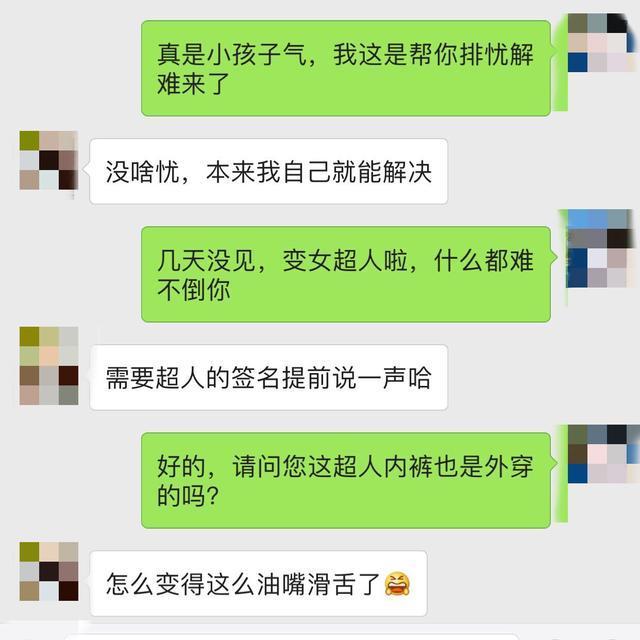 真是小孩子气，我这是帮你排忧解
难来了
没啥忧，本来我自己就能解决
几天没见，变女超人啦，什么都难
不倒你
需要超人的签名提前说一声哈
好的，请问您这超人内裤也是外穿
的吗？
怎么变得这么油嘴滑舌了😆